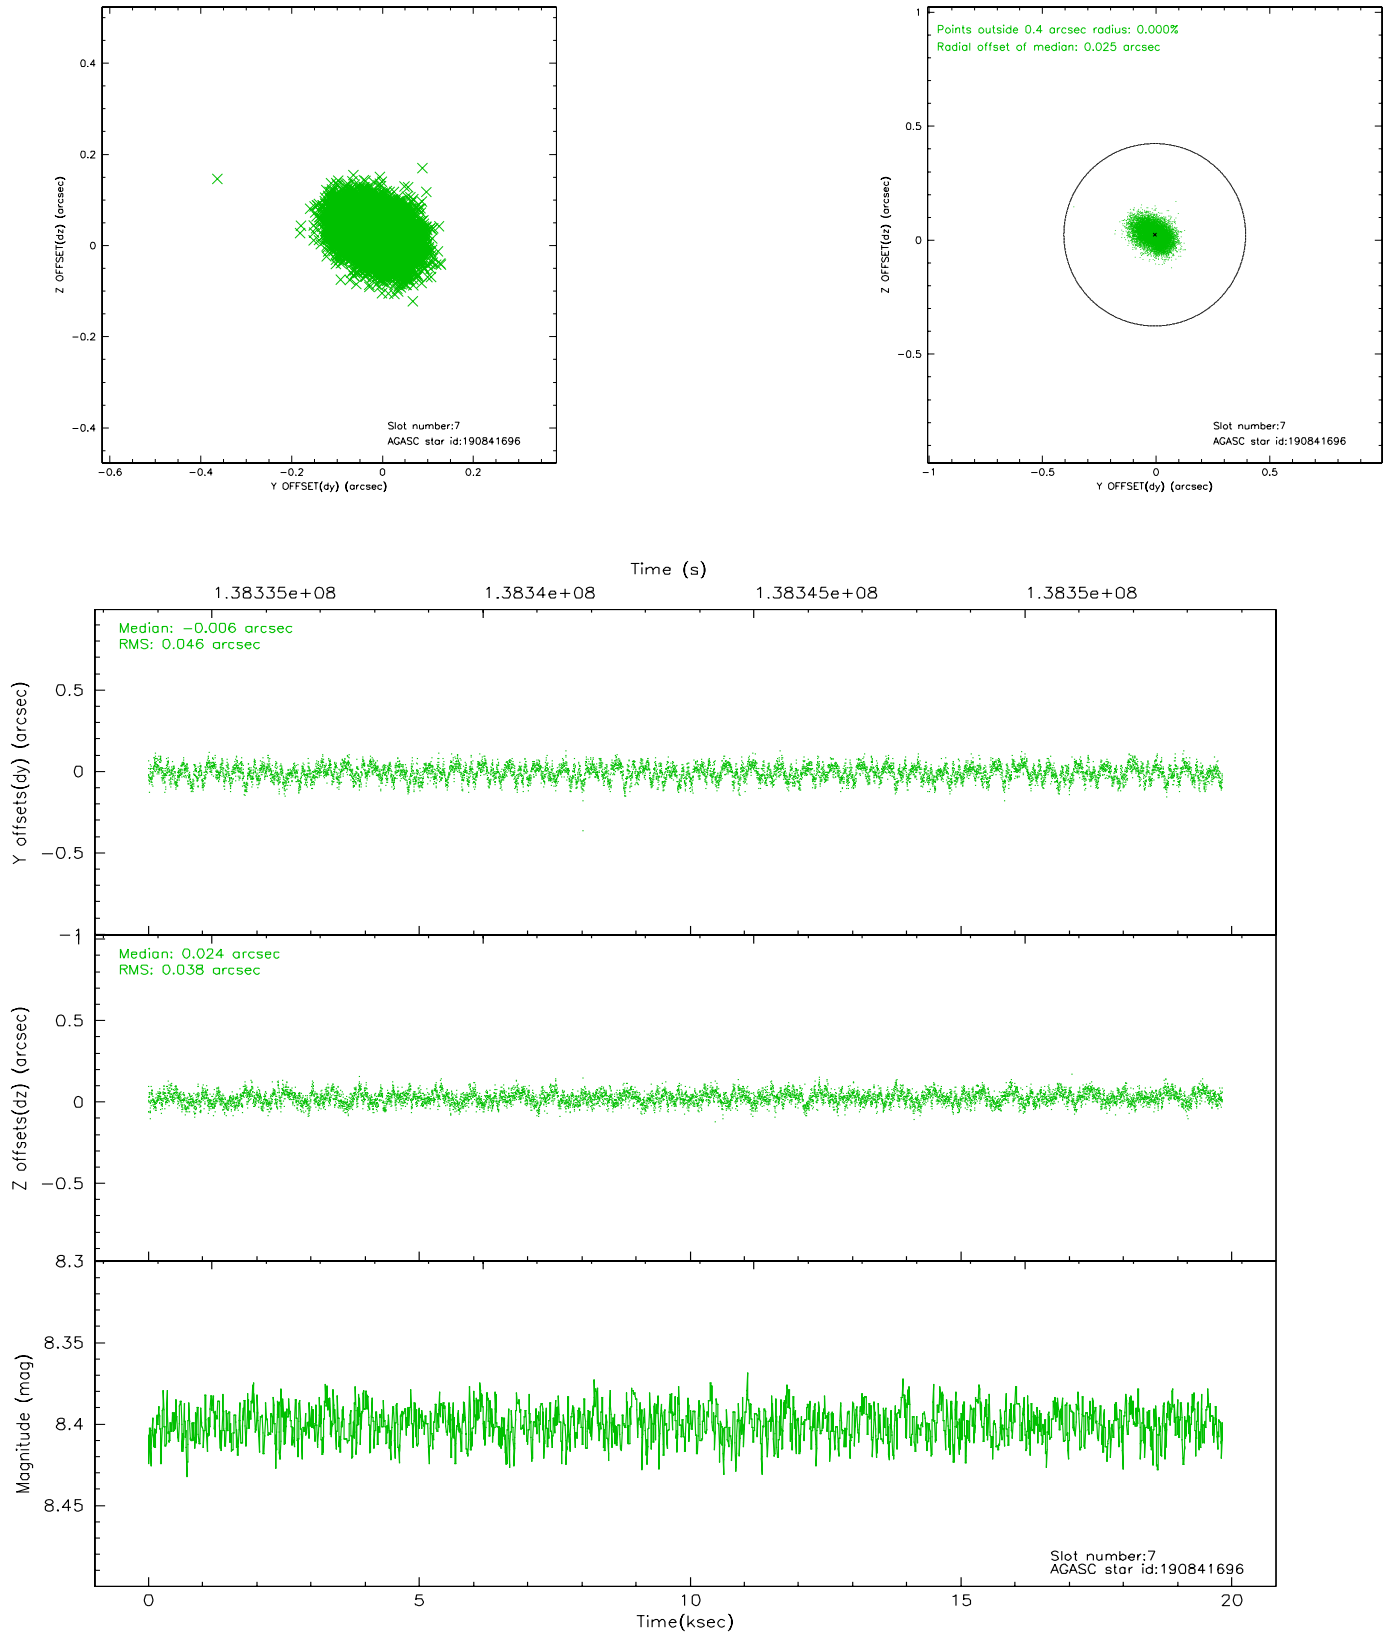 0.4
0.2
0
−0.2
−0.4
Z OFFSET(dz) (arcsec)
Slot number:7
AGASC star id:190841696
−0.6 −0.4 −0.2 0 0.2
Y OFFSET(dy) (arcsec)
Points outside 0.4 arcsec radius: 0.000%
Radial offset of median: 0.025 arcsec
1
0.5
0
−0.5
Z OFFSET(dz) (arcsec)
Slot number:7
AGASC star id:190841696
−1 −0.5 0 0.5
Y OFFSET(dy) (arcsec)
Time (s)
1.38335e+08 1.3834e+08 1.38345e+08 1.3835e+08
Median: −0.006 arcsec
RMS: 0.046 arcsec
0.5
0
−0.5
−1
Y offsets(dy) (arcsec)
Median: 0.024 arcsec
RMS: 0.038 arcsec
1
0.5
0
−0.5
Z offsets(dz) (arcsec)
8.3
8.35
8.4
8.45
Magnitude (mag)
Slot number:7
AGASC star id:190841696
0 5 10 15 20
Time(ksec)